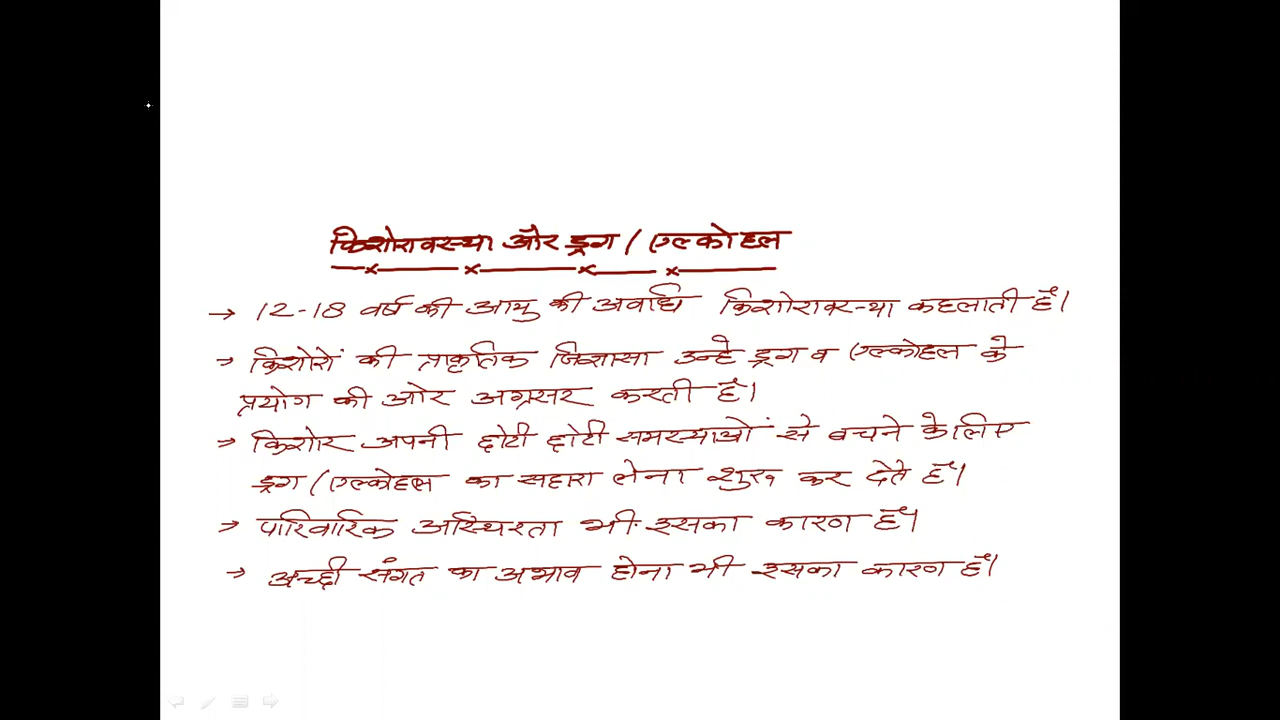 किशोरावस्था और ड्रग / एल्कोहल
→ 12-18 वर्ष की आयु की अवधि किशोरावस्था कहलाती है।
→ किशोरों की प्राकृतिक जिज्ञासा उन्हे ड्रग व एल्कोहल के
प्रयोग की ओर अग्रसर करती है।
→ किशोर अपनी छोटी छोटी समस्याओं से बचने के लिए
ड्रग / एल्कोहल का सहारा लेना शुरू कर देते हैं।
→ पारिवारिक अस्थिरता भी इसका कारण है।
→ अच्छी संगत का अभाव होना भी इसका कारण है।